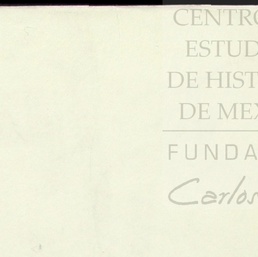 CENTRO
ESTUD
DE HIST
DE MEX
FUNDA
Carlos